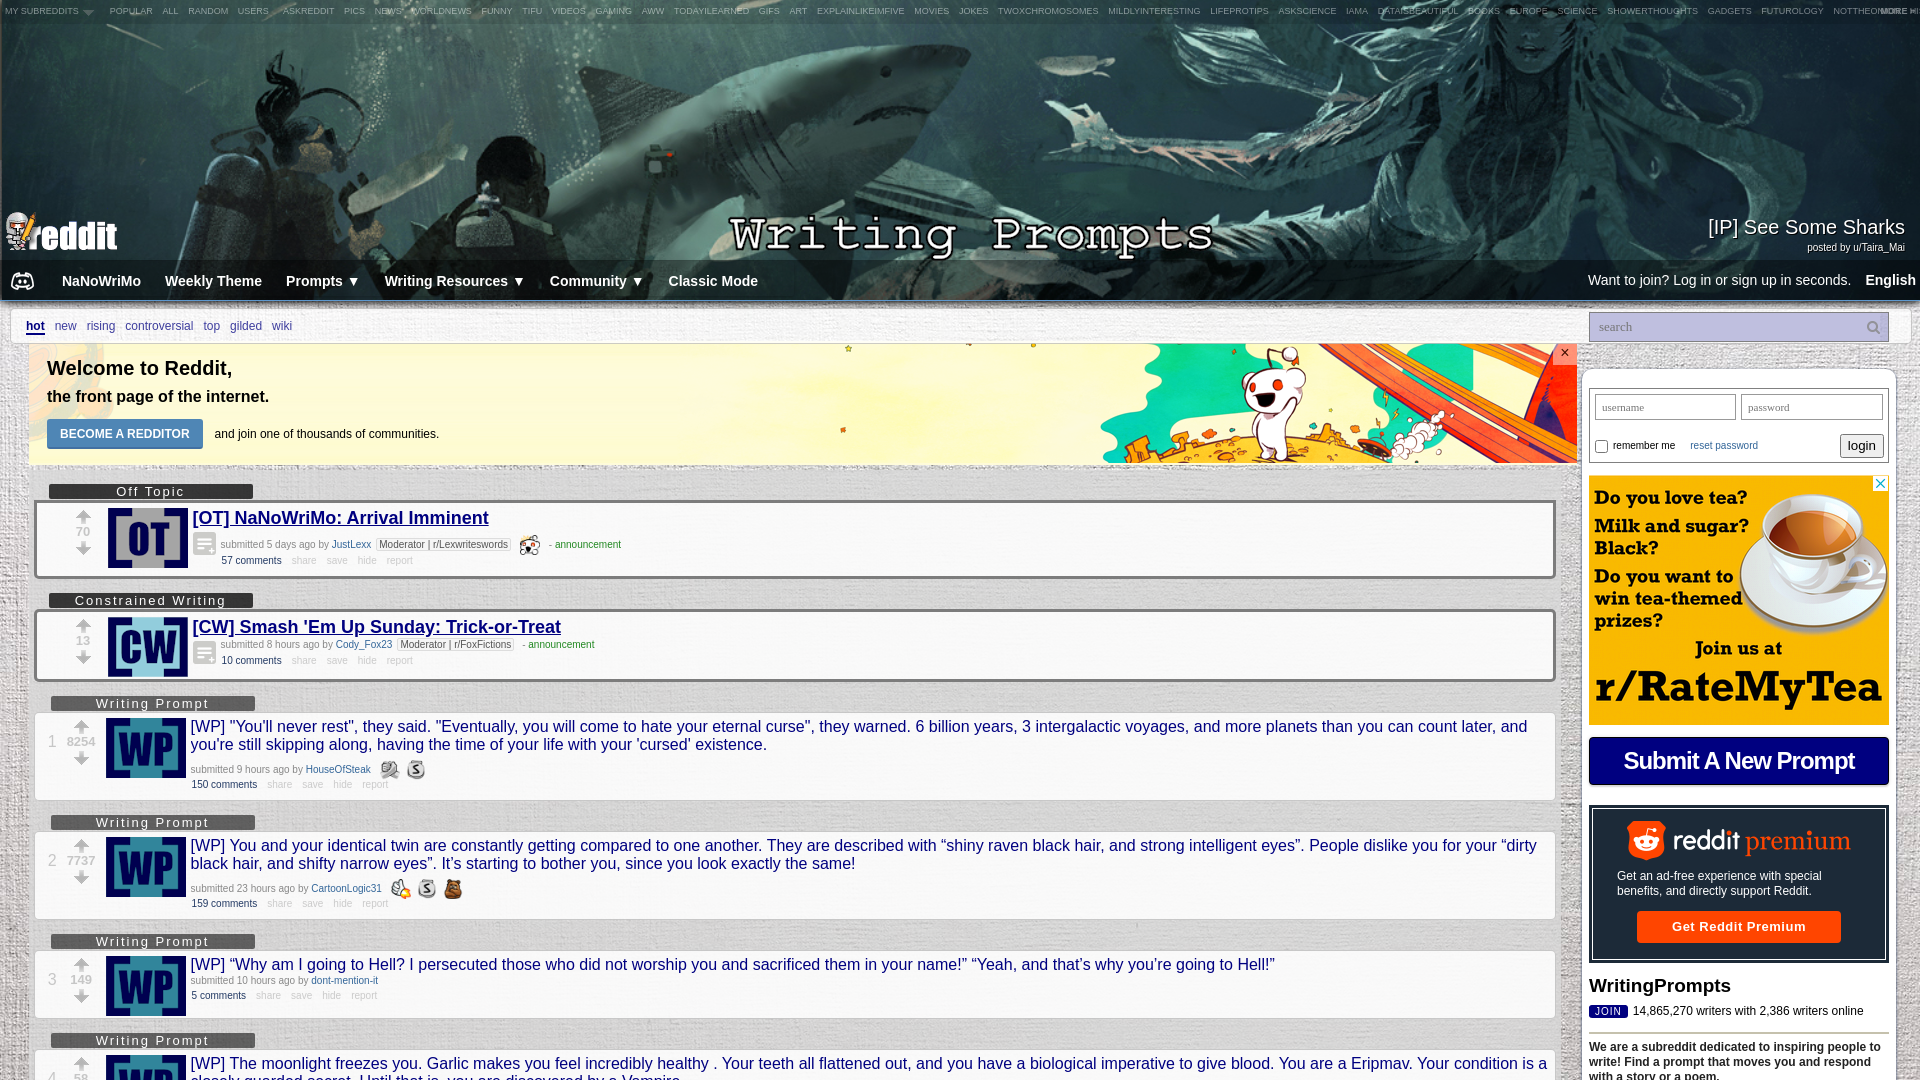 MY SUBREDDITS POPULAR ALL RANDOM USERS ASKREDDIT PICS NEWS WORLDNEWS FUNNY TIFU VIDEOS GAMING AWW TODAYILEARNED GIFS ART EXPLAINLIKEIMFIVE MOVIES JOKES TWOXCHROMOSOMES MILDLYINTERESTING LIFEPROTIPS ASKSCIENCE IAMA DATAISBEAUTIFUL BOOKS EUROPE SCIENCE SHOWERTHOUGHTS GADGETS FUTUROLOGY MORE »
reddit
Writing Prompts
[IP] See Some Sharks
posted by u/Taira_Mai
NaNoWriMo Weekly Theme Prompts ▼ Writing Resources ▼ Community ▼ Classic Mode
Want to join? Log in or sign up in seconds. English
hot new rising controversial top gilded wiki
search
Welcome to Reddit,
the front page of the internet.
BECOME A REDDITOR and join one of thousands of communities.
×
username password
remember me reset password login
Off Topic
70
OT
[OT] NaNoWriMo: Arrival Imminent
submitted 5 days ago by JustLexx Moderator | r/Lexwriteswords - announcement
57 comments share save hide report
Constrained Writing
13
CW
[CW] Smash 'Em Up Sunday: Trick-or-Treat
submitted 8 hours ago by Cody_Fox23 Moderator | r/FoxFictions - announcement
10 comments share save hide report
Writing Prompt
1 8254
WP
[WP] "You'll never rest", they said. "Eventually, you will come to hate your eternal curse", they warned. 6 billion years, 3 intergalactic voyages, and more planets than you can count later, and
you're still skipping along, having the time of your life with your 'cursed' existence.
submitted 9 hours ago by HouseOfSteak
150 comments share save hide report
Writing Prompt
2 7737
WP
[WP] You and your identical twin are constantly getting compared to one another. They are described with “shiny raven black hair, and strong intelligent eyes”. People dislike you for your “dirty
black hair, and shifty narrow eyes”. It’s starting to bother you, since you look exactly the same!
submitted 23 hours ago by CartoonLogic31
159 comments share save hide report
Writing Prompt
3 149
WP
[WP] “Why am I going to Hell? I persecuted those who did not worship you and sacrificed them in your name!” “Yeah, and that’s why you’re going to Hell!”
submitted 10 hours ago by dont-mention-it
5 comments share save hide report
Writing Prompt
4 58
WP
[WP] The moonlight freezes you. Garlic makes you feel incredibly healthy . Your teeth all flattened out, and you have a biological imperative to give blood. You are a Eripmav. Your condition is a
closely guarded secret. Until that is, you are discovered by a Vampire.
Do you love tea?
Milk and sugar?
Black?
Do you want to
win tea-themed
prizes?
Join us at
r/RateMyTea
Submit A New Prompt
reddit premium
Get an ad-free experience with special
benefits, and directly support Reddit.
Get Reddit Premium
WritingPrompts
JOIN 14,865,270 writers with 2,386 writers online
We are a subreddit dedicated to inspiring people to
write! Find a prompt that moves you and respond
with a story or a poem.